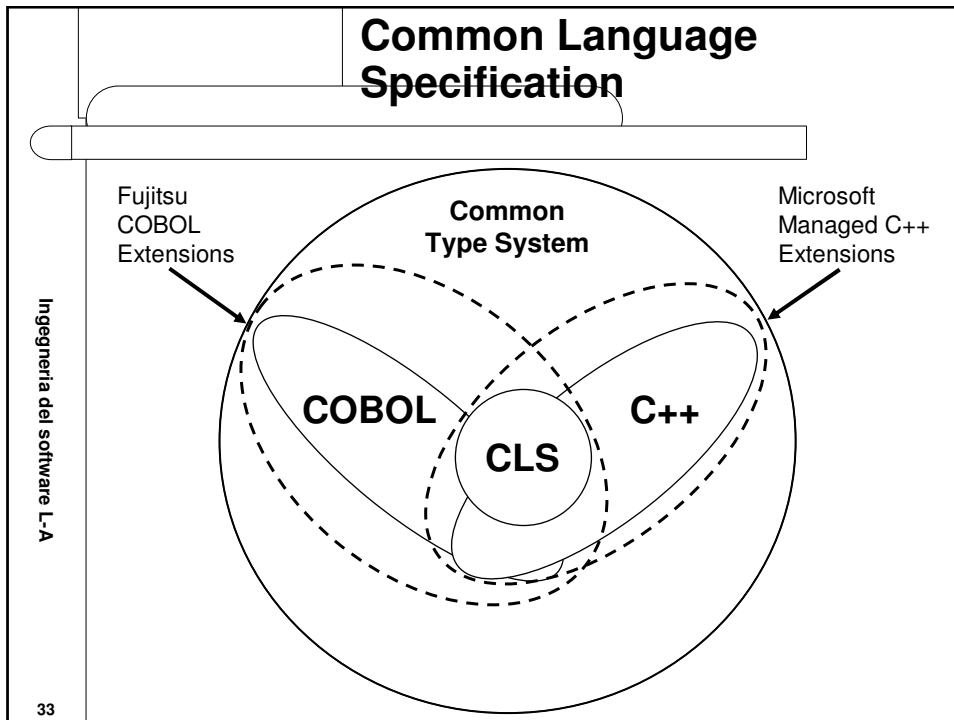 Common Language
Specification
Fujitsu
COBOL
Extensions
Common
Type System
Microsoft
Managed C++
Extensions
COBOL
C++
CLS
Ingegneria del software L-A
33